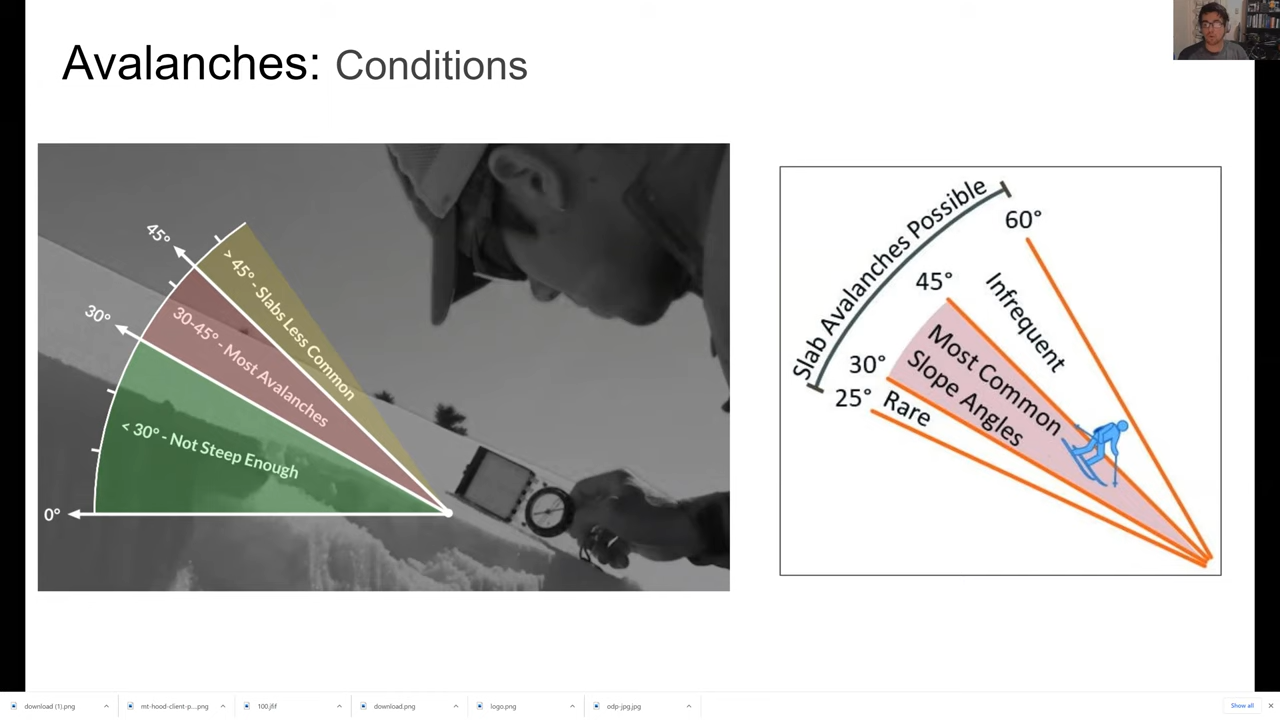 Avalanches: Conditions
45°
30°
0°
> 45° - Slabs Less Common
30-45° - Most Avalanches
< 30° - Not Steep Enough
Slab Avalanches Possible
60°
45°
30°
25°
Infrequent
Most Common
Slope Angles
Rare
download (1).png
mt-hood-client-p....png
100.jfif
download.png
logo.png
odp-jpg.jpg
Show all